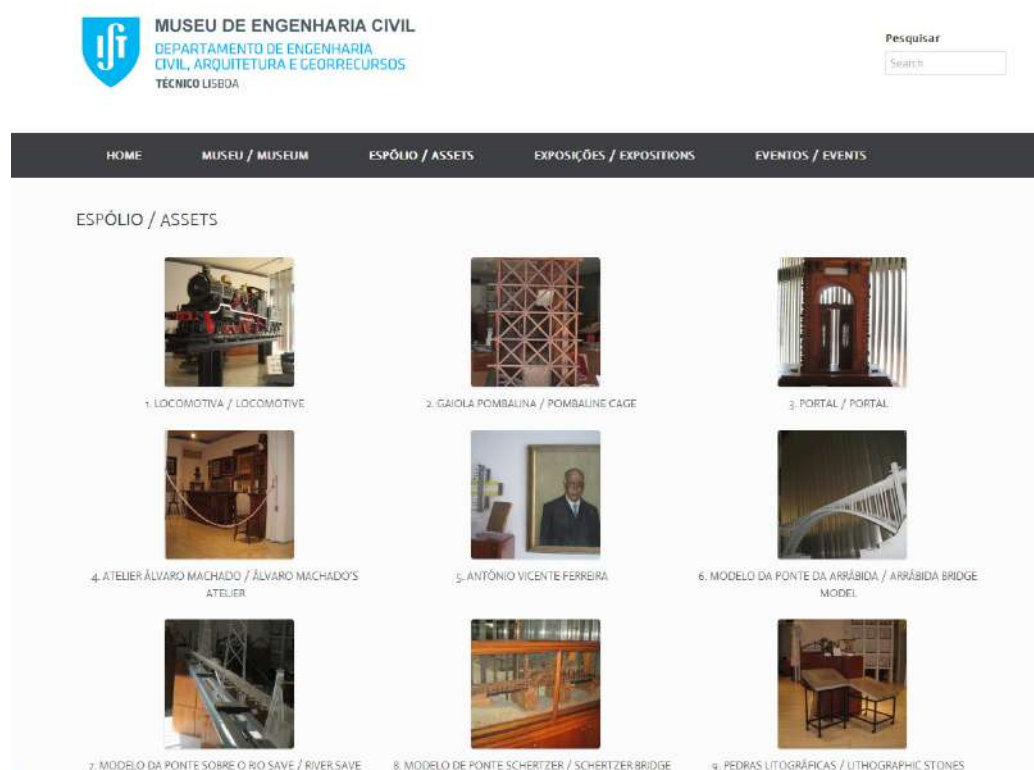 MUSEU DE ENGENHARIA CIVIL
DEPARTAMENTO DE ENGENHARIA
CIVIL, ARQUITETURA E GEORRECURSOS
TÉCNICO LISBOA
Pesquisar
Search
HOME MUSEU / MUSEUM ESPÓLIO / ASSETS EXPOSIÇÕES / EXPOSITIONS EVENTOS / EVENTS
ESPÓLIO / ASSETS
1. LOCOMOTIVA / LOCOMOTIVE
2. GAIOLA POMBALINA / POMBALINE CAGE
3. PORTAL / PORTAL
4. ATELIER ÁLVARO MACHADO / ÁLVARO MACHADO'S
ATELIER
5. ANTÓNIO VICENTE FERREIRA
6. MODELO DA PONTE DA ARRÁBIDA / ARRÁBIDA BRIDGE
MODEL
7. MODELO DA PONTE SOBRE O RIO SAVE / RIVER SAVE
8. MODELO DE PONTE SCHERTZER / SCHERTZER BRIDGE
9. PEDRAS LITOGRÁFICAS / LITHOGRAPHIC STONES